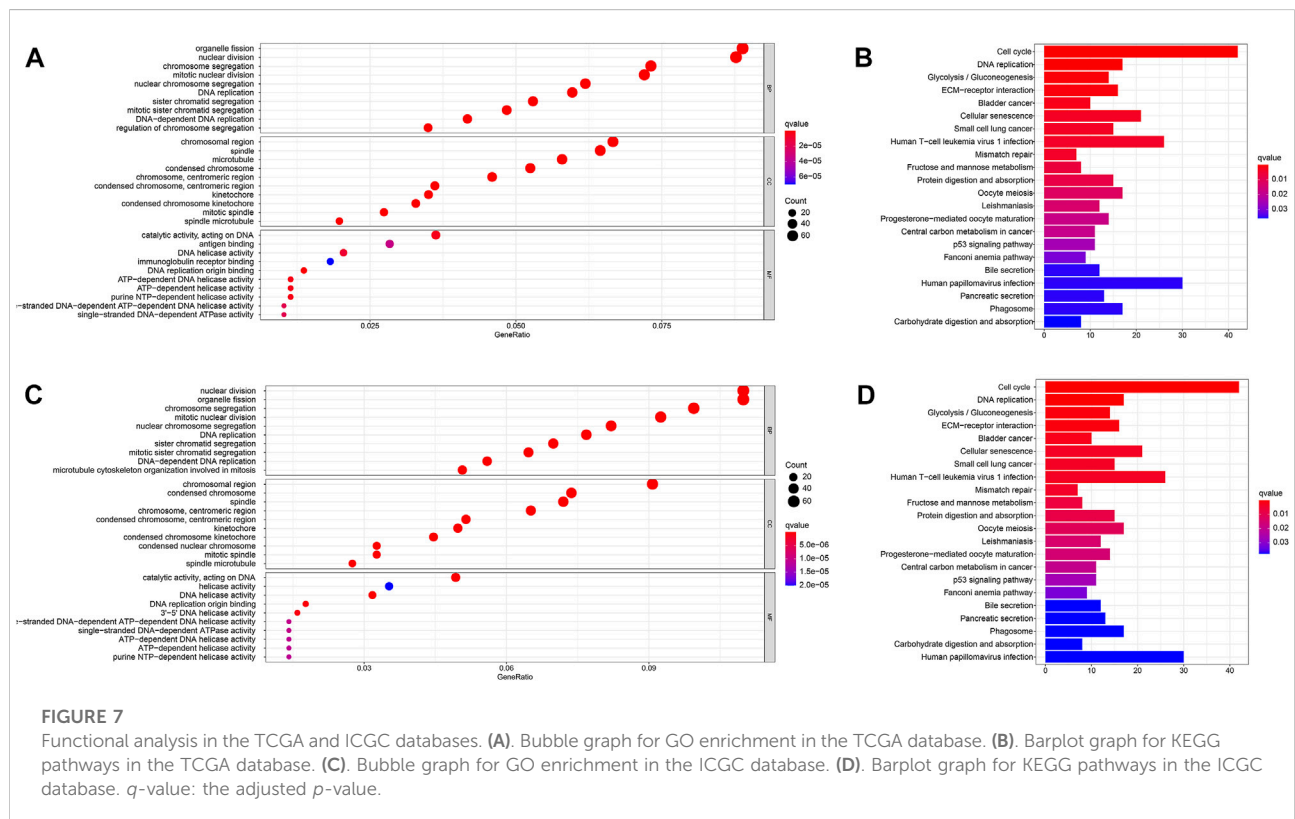 A
organelle fission
nuclear division
chromosome segregation
mitotic nuclear division
nuclear chromosome segregation
DNA replication
sister chromatid segregation
mitotic sister chromatid segregation
DNA-dependent DNA replication
regulation of chromosome segregation
BP
chromosomal region
spindle
microtubule
condensed chromosome
chromosome, centromeric region
condensed chromosome, centromeric region
kinetochore
condensed chromosome kinetochore
mitotic spindle
spindle microtubule
CC
catalytic activity, acting on DNA
antigen binding
DNA helicase activity
immunoglobulin receptor binding
DNA replication origin binding
ATP-dependent DNA helicase activity
ATP-dependent helicase activity
purine NTP-dependent helicase activity
-stranded DNA-dependent ATP-dependent DNA helicase activity
single-stranded DNA-dependent ATPase activity
MF
0.025 0.050 0.075
GeneRatio
qvalue
2e-05
4e-05
6e-05
Count
20
40
60
B
Cell cycle
DNA replication
Glycolysis / Gluconeogenesis
ECM-receptor interaction
Bladder cancer
Cellular senescence
Small cell lung cancer
Human T-cell leukemia virus 1 infection
Mismatch repair
Fructose and mannose metabolism
Protein digestion and absorption
Oocyte meiosis
Leishmaniasis
Progesterone-mediated oocyte maturation
Central carbon metabolism in cancer
p53 signaling pathway
Fanconi anemia pathway
Bile secretion
Human papillomavirus infection
Pancreatic secretion
Phagosome
Carbohydrate digestion and absorption
0 10 20 30 40
qvalue
0.01
0.02
0.03
C
nuclear division
organelle fission
chromosome segregation
mitotic nuclear division
nuclear chromosome segregation
DNA replication
sister chromatid segregation
mitotic sister chromatid segregation
DNA-dependent DNA replication
microtubule cytoskeleton organization involved in mitosis
BP
chromosomal region
condensed chromosome
spindle
chromosome, centromeric region
condensed chromosome, centromeric region
kinetochore
condensed chromosome kinetochore
condensed nuclear chromosome
mitotic spindle
spindle microtubule
CC
catalytic activity, acting on DNA
helicase activity
DNA helicase activity
DNA replication origin binding
3'-5' DNA helicase activity
-stranded DNA-dependent ATP-dependent DNA helicase activity
single-stranded DNA-dependent ATPase activity
ATP-dependent DNA helicase activity
ATP-dependent helicase activity
purine NTP-dependent helicase activity
MF
0.03 0.06 0.09
GeneRatio
Count
20
40
60
qvalue
5.0e-06
1.0e-05
1.5e-05
2.0e-05
D
Cell cycle
DNA replication
Glycolysis / Gluconeogenesis
ECM-receptor interaction
Bladder cancer
Cellular senescence
Small cell lung cancer
Human T-cell leukemia virus 1 infection
Mismatch repair
Fructose and mannose metabolism
Protein digestion and absorption
Oocyte meiosis
Leishmaniasis
Progesterone-mediated oocyte maturation
Central carbon metabolism in cancer
p53 signaling pathway
Fanconi anemia pathway
Bile secretion
Pancreatic secretion
Phagosome
Carbohydrate digestion and absorption
Human papillomavirus infection
0 10 20 30 40
qvalue
0.01
0.02
0.03
FIGURE 7
Functional analysis in the TCGA and ICGC databases. (A). Bubble graph for GO enrichment in the TCGA database. (B). Barplot graph for KEGG
pathways in the TCGA database. (C). Bubble graph for GO enrichment in the ICGC database. (D). Barplot graph for KEGG pathways in the ICGC
database. q-value: the adjusted p-value.